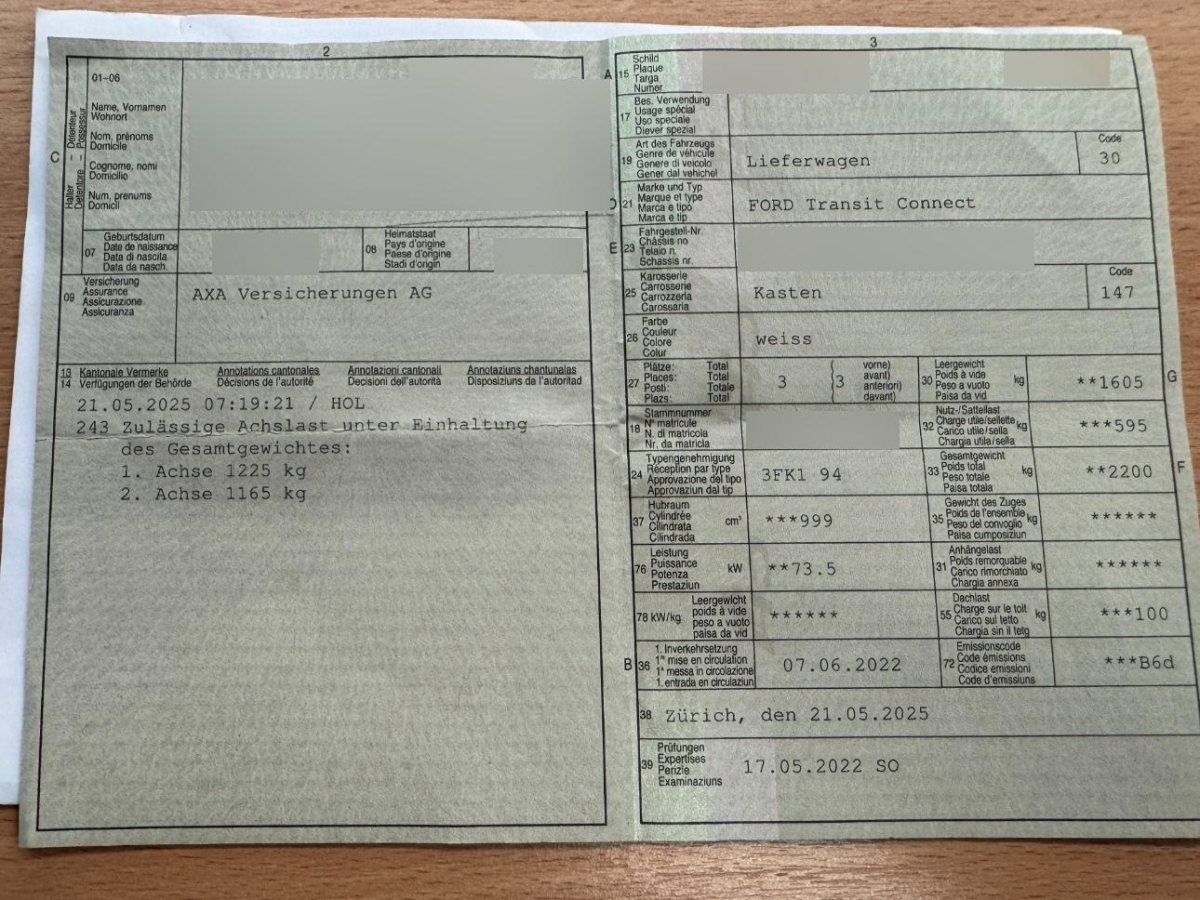 2
01-06
Name, Vornamen
Wohnort
Nom, prénoms
Domicile
Cognome, nomi
Domicilio
Num, prenums
Domicil
C
Halter – Détenteur
Detentore – Possessur
07
Geburtsdatum
Date de naissance
Data di nascita
Data da nasch.
08
Heimatstaat
Pays d'origine
Paese d'origine
Stadi d'origin
09
Versicherung
Assurance
Assicurazione
Assicuranza
AXA Versicherungen AG
13 Kantonale Vermerke Annotations cantonales Annotazioni cantonali Annotaziuns chantunalas
14 Verfügungen der Behörde Décisions de l'autorité Decisioni dell'autorità Disposiziuns da l'autoritad
21.05.2025 07:19:21 / HOL
243 Zulässige Achslast unter Einhaltung
des Gesamtgewichtes:
1. Achse 1225 kg
2. Achse 1165 kg
3
A 15
Schild
Plaque
Targa
Numer
17
Bes. Verwendung
Usage spécial
Uso speciale
Diever spezial
19
Art des Fahrzeugs
Genre de véhicule
Genere di veicolo
Gener dal vehichel
Lieferwagen
Code
30
D 21
Marke und Typ
Marque et type
Marca e tipo
Marca e tip
FORD Transit Connect
E 23
Fahrgestell-Nr.
Châssis no
Telaio n.
Schassis nr.
25
Karosserie
Carrosserie
Carrozzeria
Carossaria
Kasten
Code
147
26
Farbe
Couleur
Colore
Colur
weiss
27
Plätze: Total
Places: Total
Posti: Totale
Plazs: Total
3
(3
vorne)
avant)
anteriori)
davant)
30
Leergewicht
Poids à vide
Peso a vuoto
Paisa da vid
kg
**1605
G
18
Stammnummer
N° matricule
N. di matricola
Nr. da matricla
32
Nutz-/Sattellast
Charge utile/sellette
Carico utile/sella
Chargia utila/sella
kg
***595
24
Typengenehmigung
Réception par type
Approvazione del tipo
Approvaziun dal tip
3FK1 94
33
Gesamtgewicht
Poids total
Peso totale
Paisa totala
kg
**2200
F
37
Hubraum
Cylindrée
Cilindrata
Cilindrada
cm³
***999
35
Gewicht des Zuges
Poids de l'ensemble
Peso del convoglio
Paisa cumposiziun
kg
******
76
Leistung
Puissance
Potenza
Prestaziun
kW
**73.5
31
Anhängelast
Poids remorquable
Carico rimorchiato
Chargia annexa
kg
******
78 kW/kg
Leergewicht
poids à vide
peso a vuoto
paisa da vid
******
55
Dachlast
Charge sur le toit
Carico sul tetto
Chargia sin il tetg
kg
***100
B 36
1. Inverkehrsetzung
1re mise en circulation
1a messa in circolazione
1. entrada en circulaziun
07.06.2022
72
Emissionscode
Code émissions
Codice emissioni
Code d'emissiuns
***B6d
38
Zürich, den 21.05.2025
39
Prüfungen
Expertises
Perizie
Examinaziuns
17.05.2022 SO